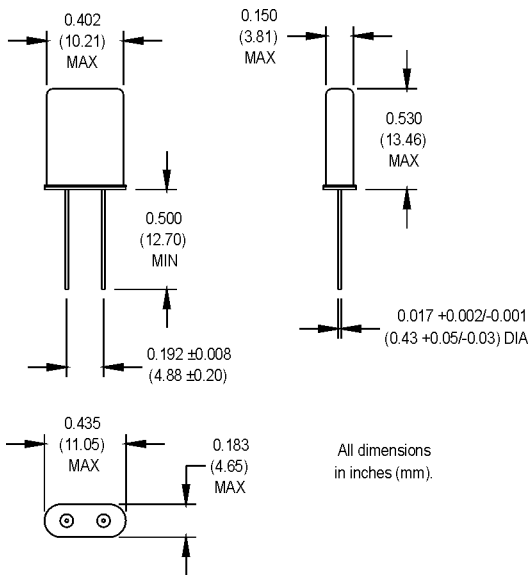 0.402
(10.21)
MAX
0.150
(3.81)
MAX
0.530
(13.46)
MAX
0.500
(12.70)
MIN
0.017 +0.002/-0.001
(0.43 +0.05/-0.03) DIA
0.192 ±0.008
(4.88 ±0.20)
0.435
(11.05)
MAX
0.183
(4.65)
MAX
All dimensions
in inches (mm).